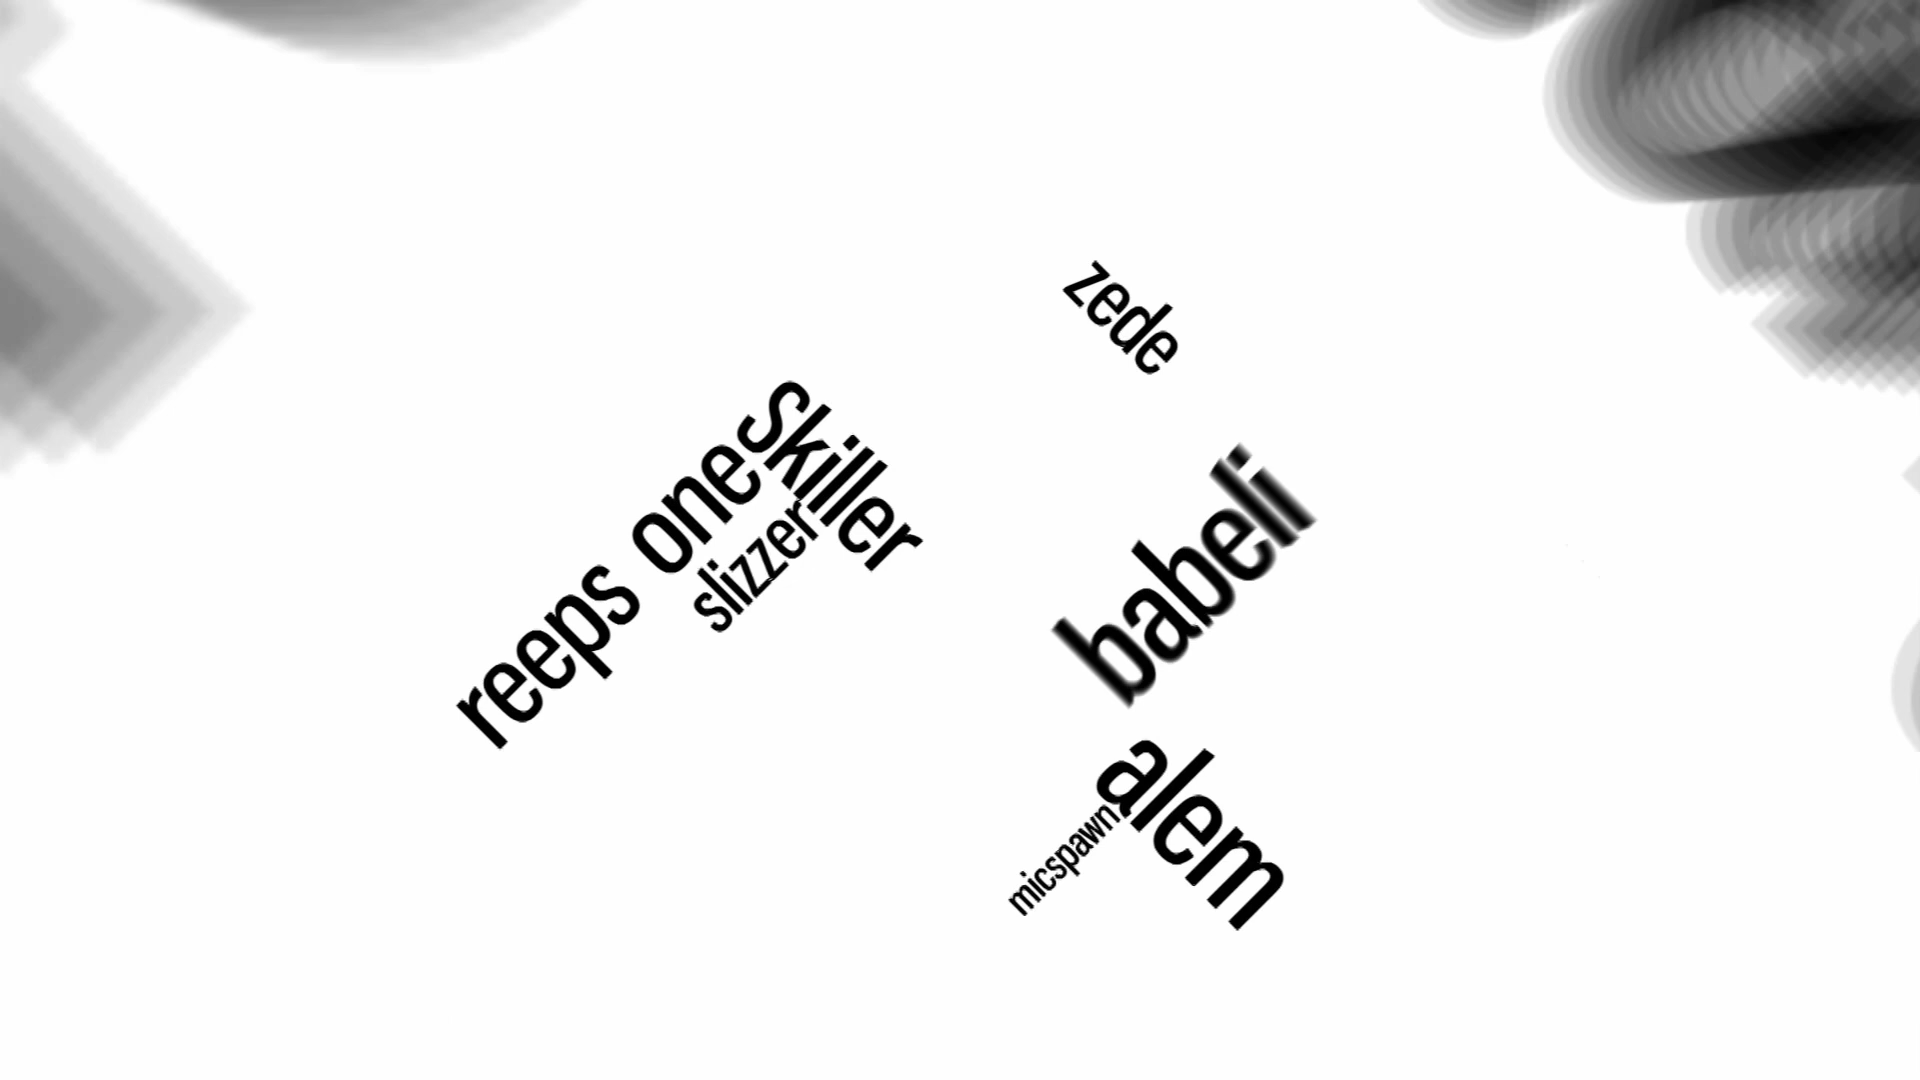 zede
skiller
reeps one
slizzer
babeli
alem
micspawn